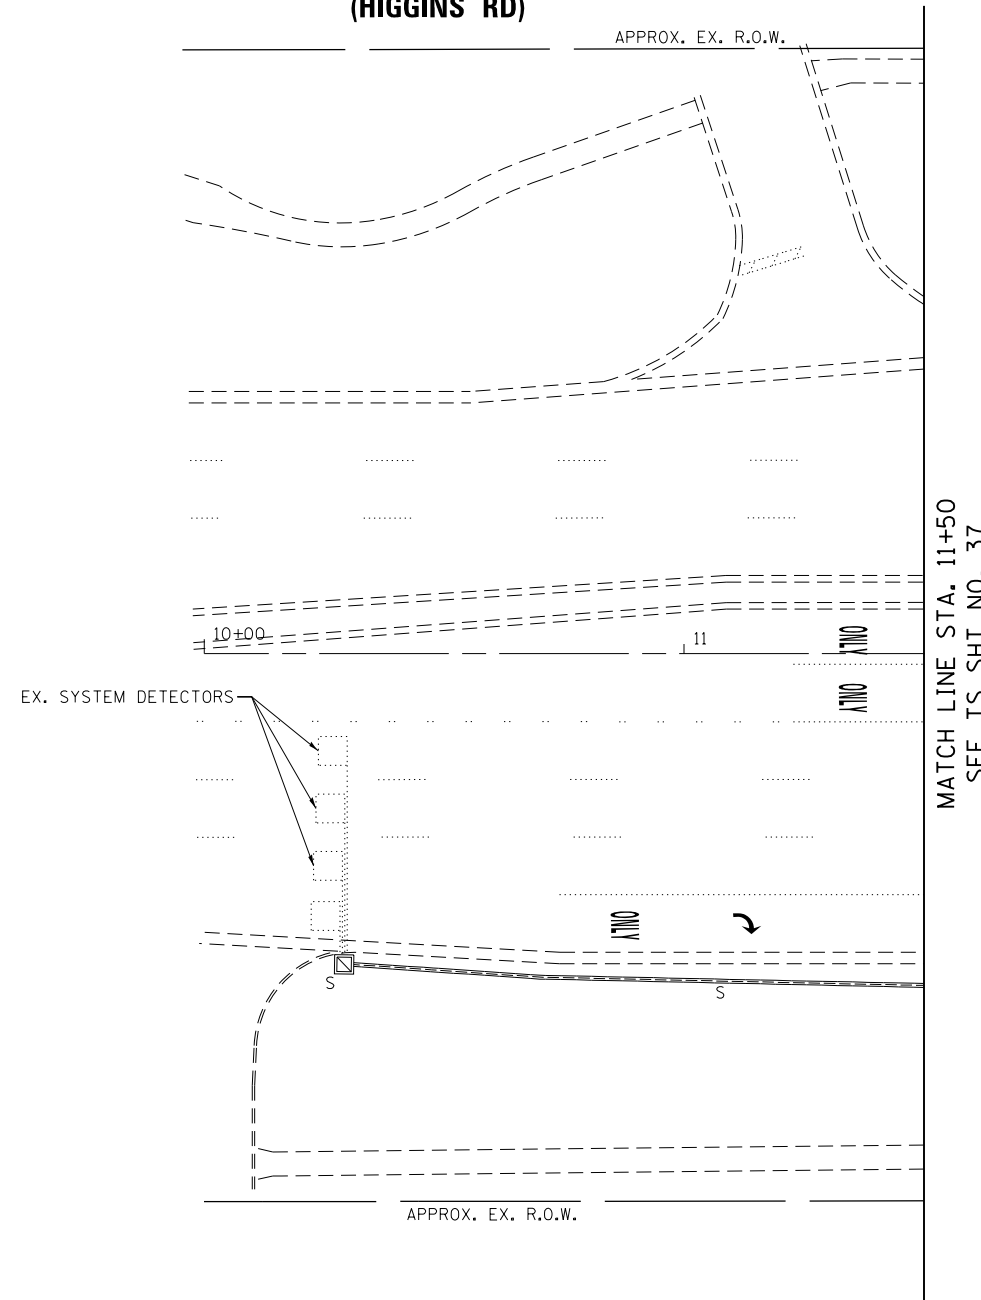 (HIGGINS RD)
APPROX. EX. R.O.W.
10+00
11
ONLY
ONLY
EX. SYSTEM DETECTORS
ONLY
S
S
APPROX. EX. R.O.W.
MATCH LINE STA. 11+50
SEE TS SHT NO. 37